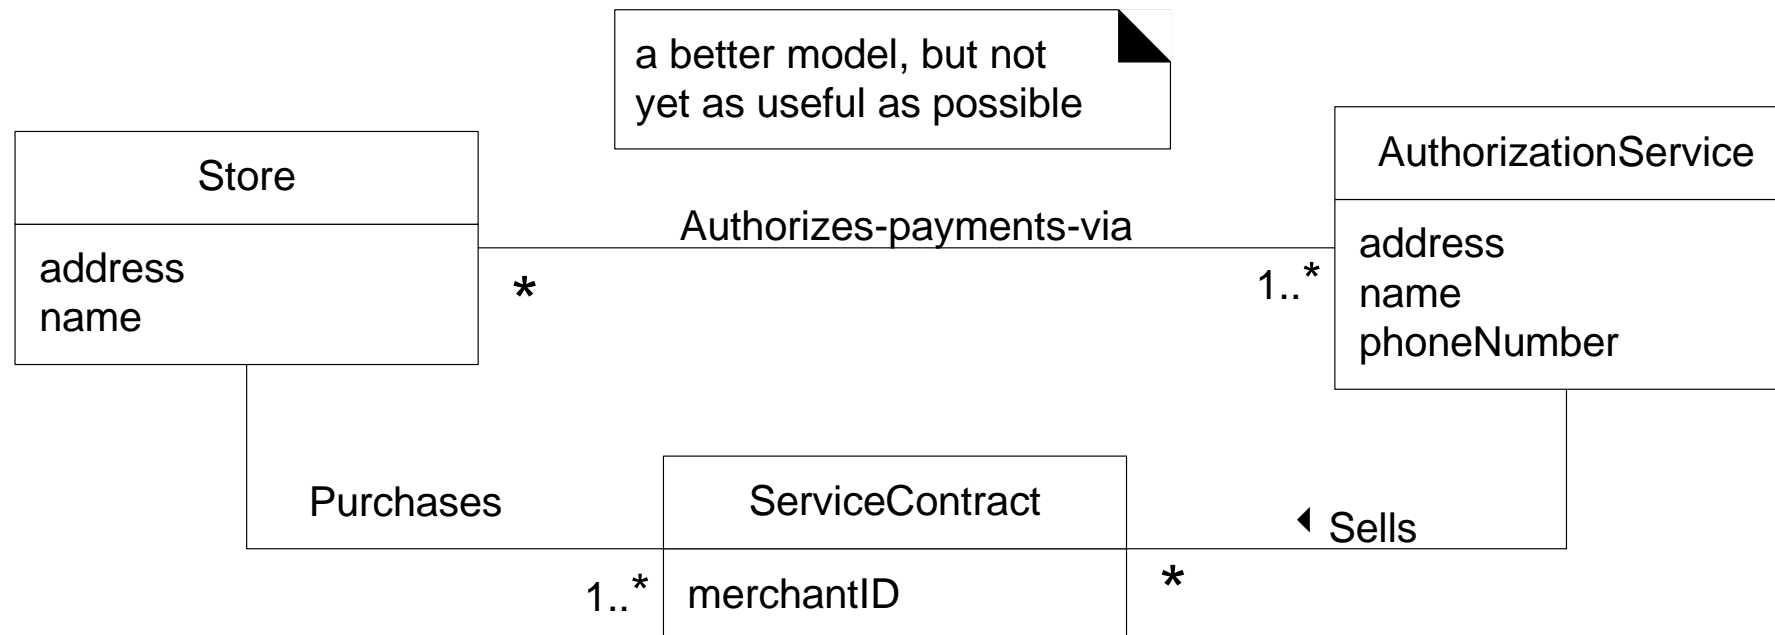 a better model, but not
yet as useful as possible
Store
address
name
Authorizes-payments-via
*
1..*
AuthorizationService
address
name
phoneNumber
Purchases
1..*
ServiceContract
merchantID
Sells
*